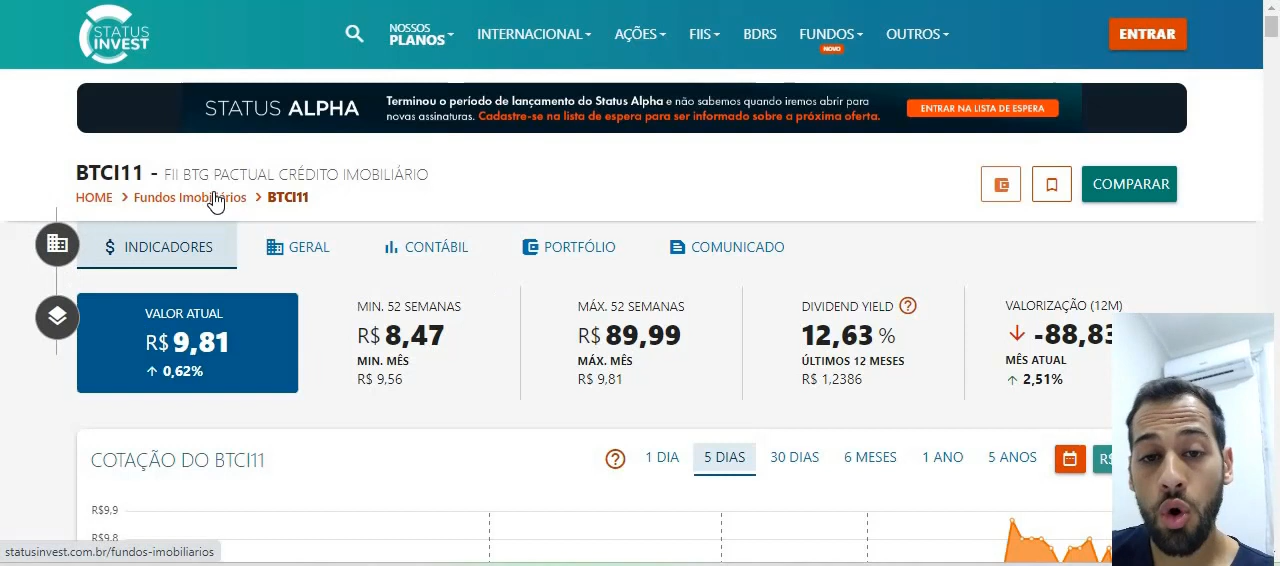 STATUS
INVEST
NOSSOS
PLANOS
INTERNACIONAL
AÇÕES
FIIS
BDRS
FUNDOS
NOVO
OUTROS
ENTRAR
STATUS ALPHA
Terminou o período de lançamento do Status Alpha e não sabemos quando iremos abrir para
novas assinaturas. Cadastre-se na lista de espera para ser informado sobre a próxima oferta.
ENTRAR NA LISTA DE ESPERA
BTCI11 - FII BTG PACTUAL CRÉDITO IMOBILIÁRIO
HOME > Fundos Imobiliários > BTCI11
COMPARAR
INDICADORES
GERAL
CONTÁBIL
PORTFÓLIO
COMUNICADO
VALOR ATUAL
R$ 9,81
0,62%
MIN. 52 SEMANAS
R$ 8,47
MIN. MÊS
R$ 9,56
MÁX. 52 SEMANAS
R$ 89,99
MÁX. MÊS
R$ 9,81
DIVIDEND YIELD ?
12,63 %
ÚLTIMOS 12 MESES
R$ 1,2386
VALORIZAÇÃO (12M)
-88,83
MÊS ATUAL
2,51%
COTAÇÃO DO BTCI11
?
1 DIA
5 DIAS
30 DIAS
6 MESES
1 ANO
5 ANOS
R$
R$9,9
R$9,8
statusinvest.com.br/fundos-imobiliarios